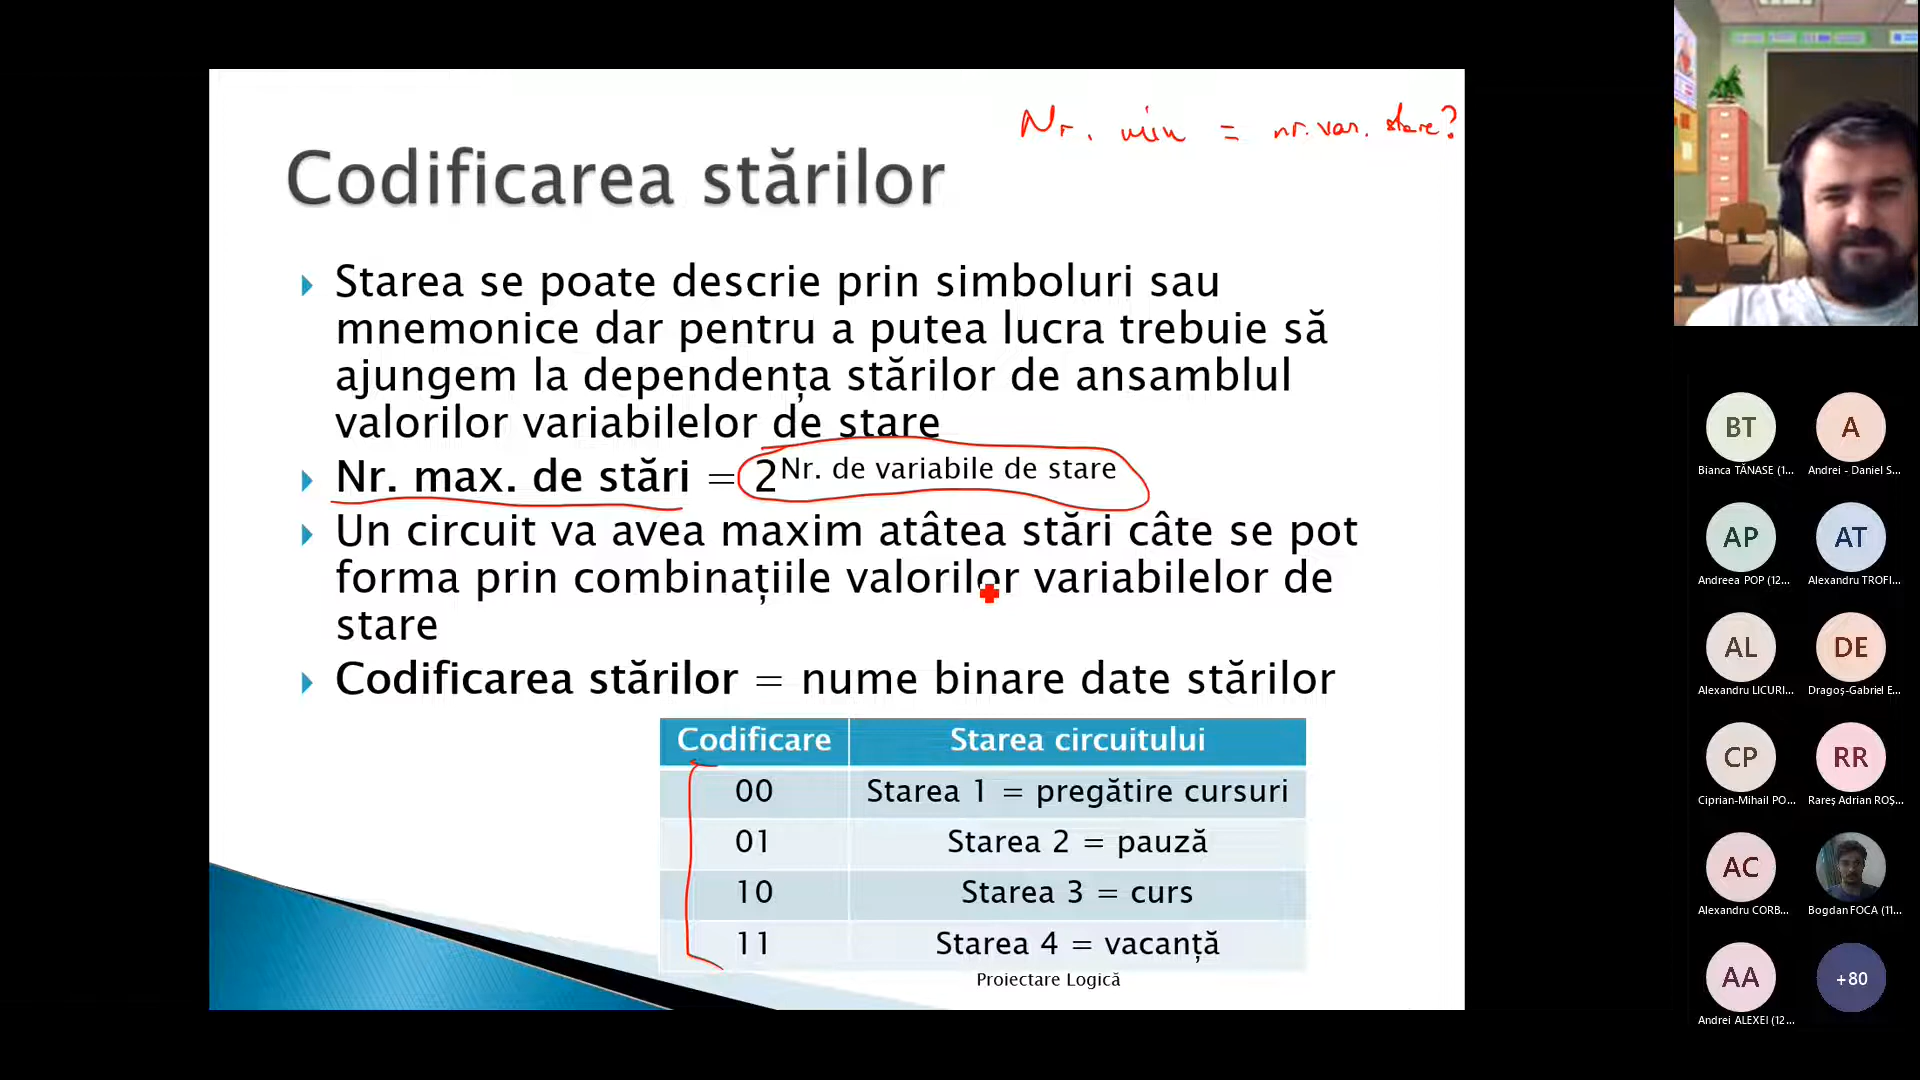 Nr. min = nr. var. stare?
Codificarea stărilor
Starea se poate descrie prin simboluri sau
mnemonice dar pentru a putea lucra trebuie să
ajungem la dependența stărilor de ansamblul
valorilor variabilelor de stare
Nr. max. de stări = 2^Nr. de variabile de stare
Un circuit va avea maxim atâtea stări câte se pot
forma prin combinațiile valorilor variabilelor de
stare
Codificarea stărilor = nume binare date stărilor
Codificare Starea circuitului
00 Starea 1 = pregătire cursuri
01 Starea 2 = pauză
10 Starea 3 = curs
11 Starea 4 = vacanță
Proiectare Logică
BT A
Bianca TĂNASE (1... Andrei - Daniel S...
AP AT
Andreea POP (12... Alexandru TROFI...
AL DE
Alexandru LICURI... Dragoș-Gabriel E...
CP RR
Ciprian-Mihail PO... Rareș Adrian ROȘ...
AC
Alexandru CORB... Bogdan FOCA (11...
AA +80
Andrei ALEXEI (12...